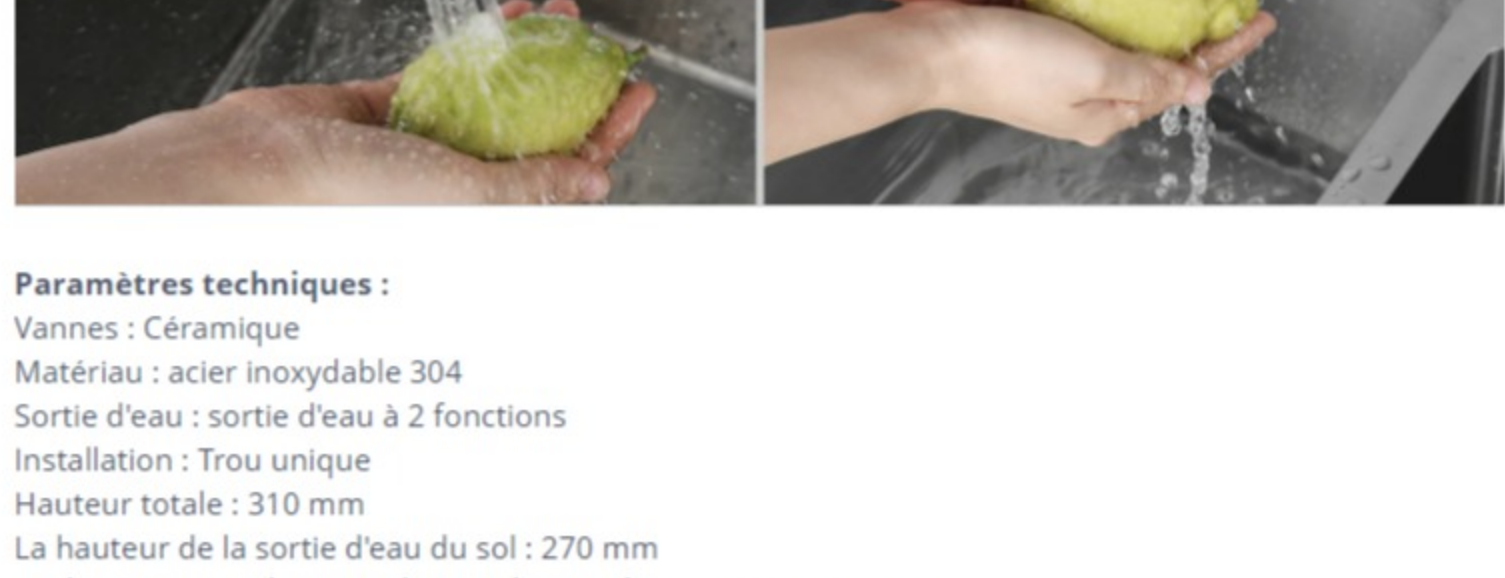 Paramètres techniques :
Vannes : Céramique
Matériau : acier inoxydable 304
Sortie d'eau : sortie d'eau à 2 fonctions
Installation : Trou unique
Hauteur totale : 310 mm
La hauteur de la sortie d'eau du sol : 270 mm